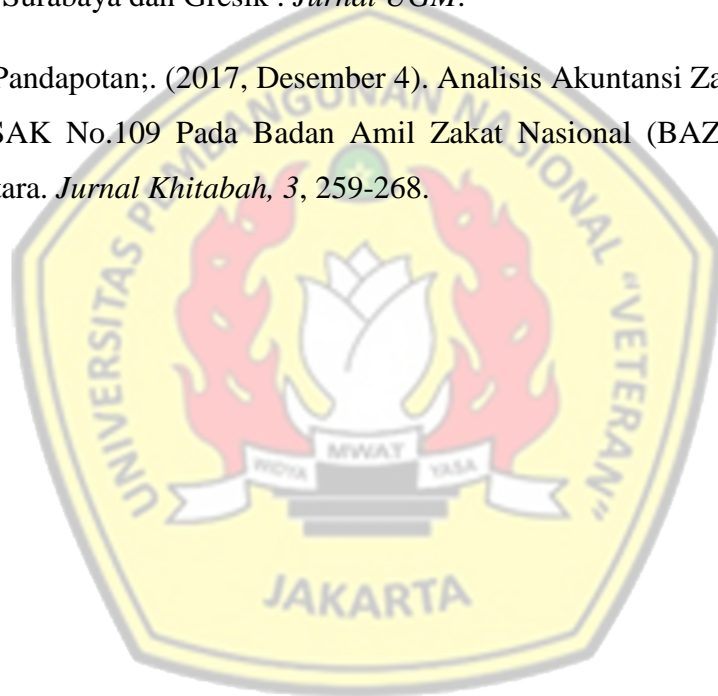 Surabaya dan Gresik . Jurnal UGM.
Pandapotan;. (2017, Desember 4). Analisis Akuntansi Za
SAK No.109 Pada Badan Amil Zakat Nasional (BAZ
tara. Jurnal Khitabah, 3, 259-268.
UNIVERSITAS PEMBANGUNAN NASIONAL "VETERAN"
WIDYA MWAT YASA
JAKARTA